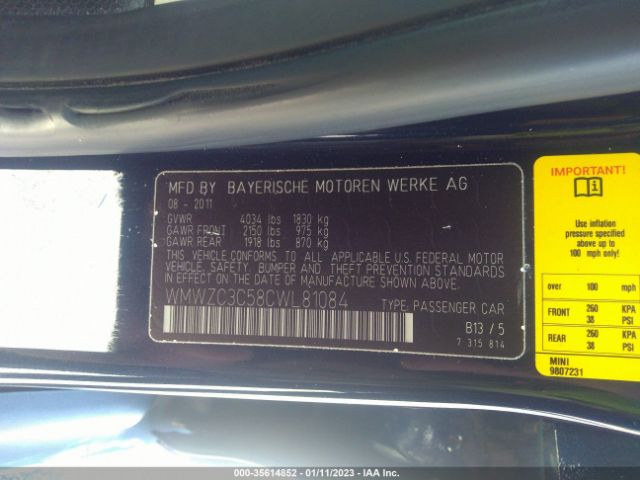 MFD BY BAYERISCHE MOTOREN WERKE AG
08 - 2011
GVWR 4034 lbs 1830 kg
GAWR FRONT 2150 lbs 975 kg
GAWR REAR 1918 lbs 870 kg
THIS VEHICLE CONFORMS TO ALL APPLICABLE U.S. FEDERAL MOTOR
VEHICLE, SAFETY, BUMPER AND THEFT PREVENTION STANDARDS
IN EFFECT ON THE DATE OF MANUFACTURE SHOWN ABOVE.
WMWZC3C58CWL81084 TYPE: PASSENGER CAR
B13 / 5
7 315 814
IMPORTANT!
Use inflation
pressure specified
above up to
100 mph only!
over 100 mph
FRONT 260 KPA
38 PSI
REAR 260 KPA
38 PSI
MINI
9807231
000-35614852 - 01/11/2023 - IAA Inc.